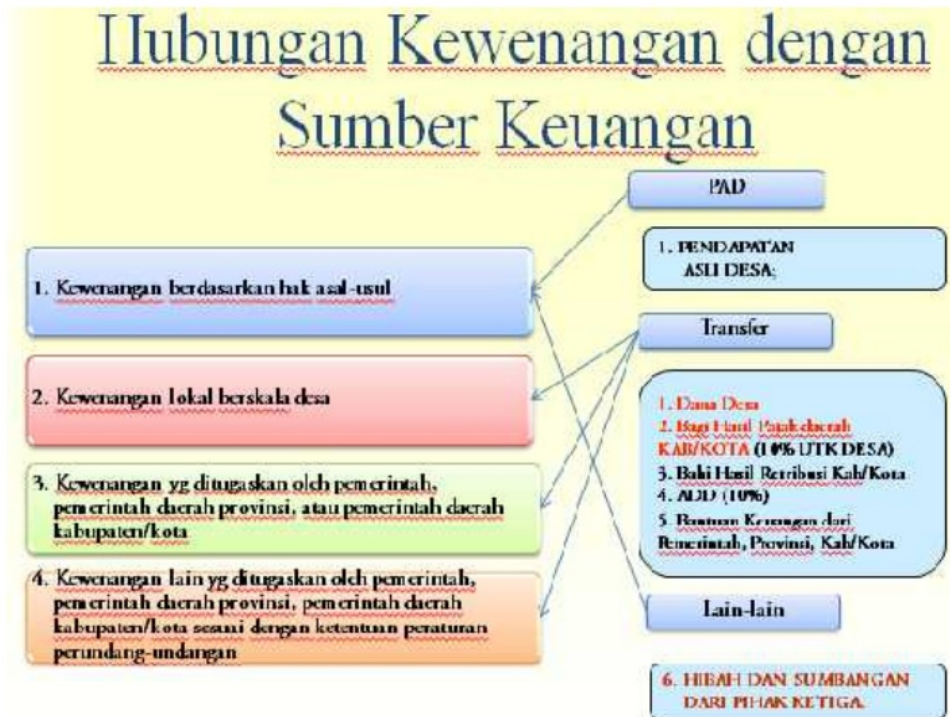 Hubungan Kewenangan dengan
Sumber Keuangan
PAD
1. PENDAPATAN
ASLI DESA;
1. Kewenangan berdasarkan hak asal-usul
Transfer
2. Kewenangan lokal berskala desa
1. Dana Desa
2. Bagi Hasil Pajak daerah
KAB/KOTA (10% UTK DESA)
3. Baki Hasil Retribusi Kab/Kota
4. ADD (10%)
5. Bantuan Keuangan dari
Pemerintah, Provinsi, Kab/Kota
3. Kewenangan yg ditugaskan oleh pemerintah,
pemerintah daerah provinsi, atau pemerintah daerah
kabupaten/kota
4. Kewenangan lain yg ditugaskan oleh pemerintah,
pemerintah daerah provinsi, pemerintah daerah
kabupaten/kota sesuai dengan ketentuan peraturan
perundang-undangan
Lain-lain
6. HIBAH DAN SUMBANGAN
DARI PIHAK KETIGA.